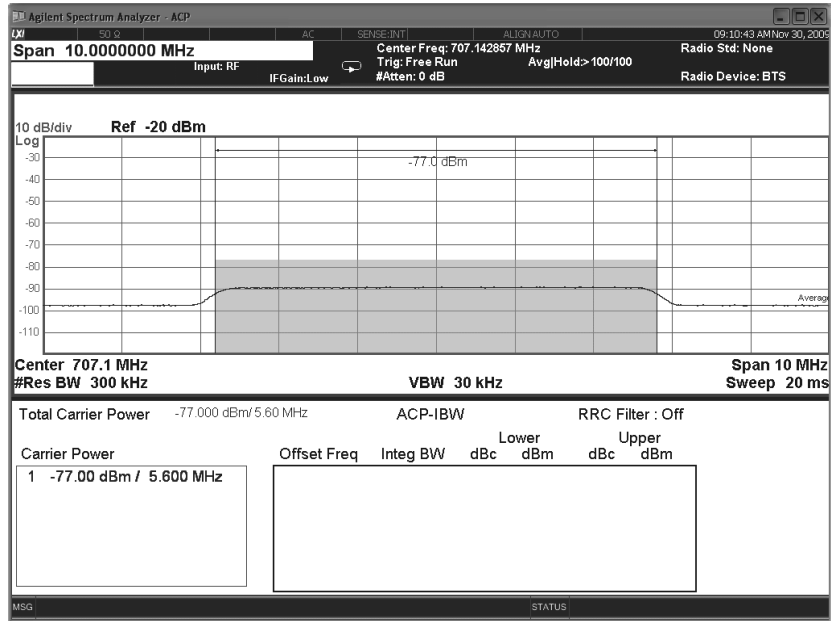 Agilent Spectrum Analyzer - ACP
LXI 50 Ω AC SENSE:INT ALIGN AUTO 09:10:43 AM Nov 30, 2009
Span 10.0000000 MHz
Center Freq: 707.142857 MHz
Radio Std: None
Input: RF
Trig: Free Run
Avg|Hold:>100/100
IFGain:Low
#Atten: 0 dB
Radio Device: BTS
10 dB/div Ref -20 dBm
Log
-77.0 dBm
-30
-40
-50
-60
-70
-80
-90
Average
-100
-110
Center 707.1 MHz Span 10 MHz
#Res BW 300 kHz VBW 30 kHz Sweep 20 ms
Total Carrier Power -77.000 dBm/ 5.60 MHz ACP-IBW RRC Filter : Off
Lower Upper
Carrier Power Offset Freq Integ BW dBc dBm dBc dBm
1 -77.00 dBm / 5.600 MHz
MSG STATUS